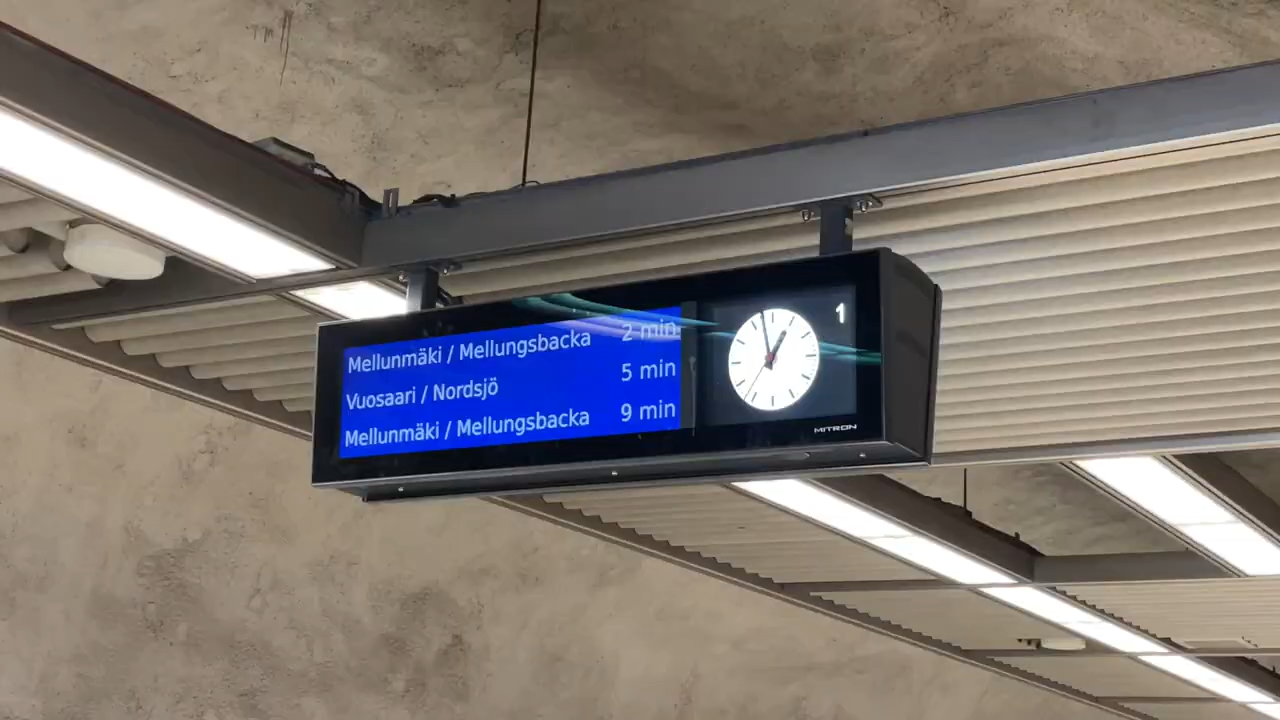 Mellunmäki / Mellungsbacka 2 min
Vuosaari / Nordsjö 5 min
Mellunmäki / Mellungsbacka 9 min
1
MITRON